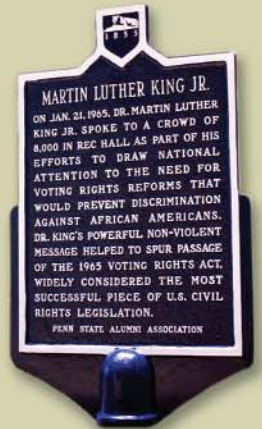 1855
MARTIN LUTHER KING JR.
ON JAN. 21, 1965, DR. MARTIN LUTHER
KING JR. SPOKE TO A CROWD OF
8,000 IN REC HALL AS PART OF HIS
EFFORTS TO DRAW NATIONAL
ATTENTION TO THE NEED FOR
VOTING RIGHTS REFORMS THAT
WOULD PREVENT DISCRIMINATION
AGAINST AFRICAN AMERICANS.
DR. KING'S POWERFUL NON-VIOLENT
MESSAGE HELPED TO SPUR PASSAGE
OF THE 1965 VOTING RIGHTS ACT,
WIDELY CONSIDERED THE MOST
SUCCESSFUL PIECE OF U.S. CIVIL
RIGHTS LEGISLATION.
PENN STATE ALUMNI ASSOCIATION